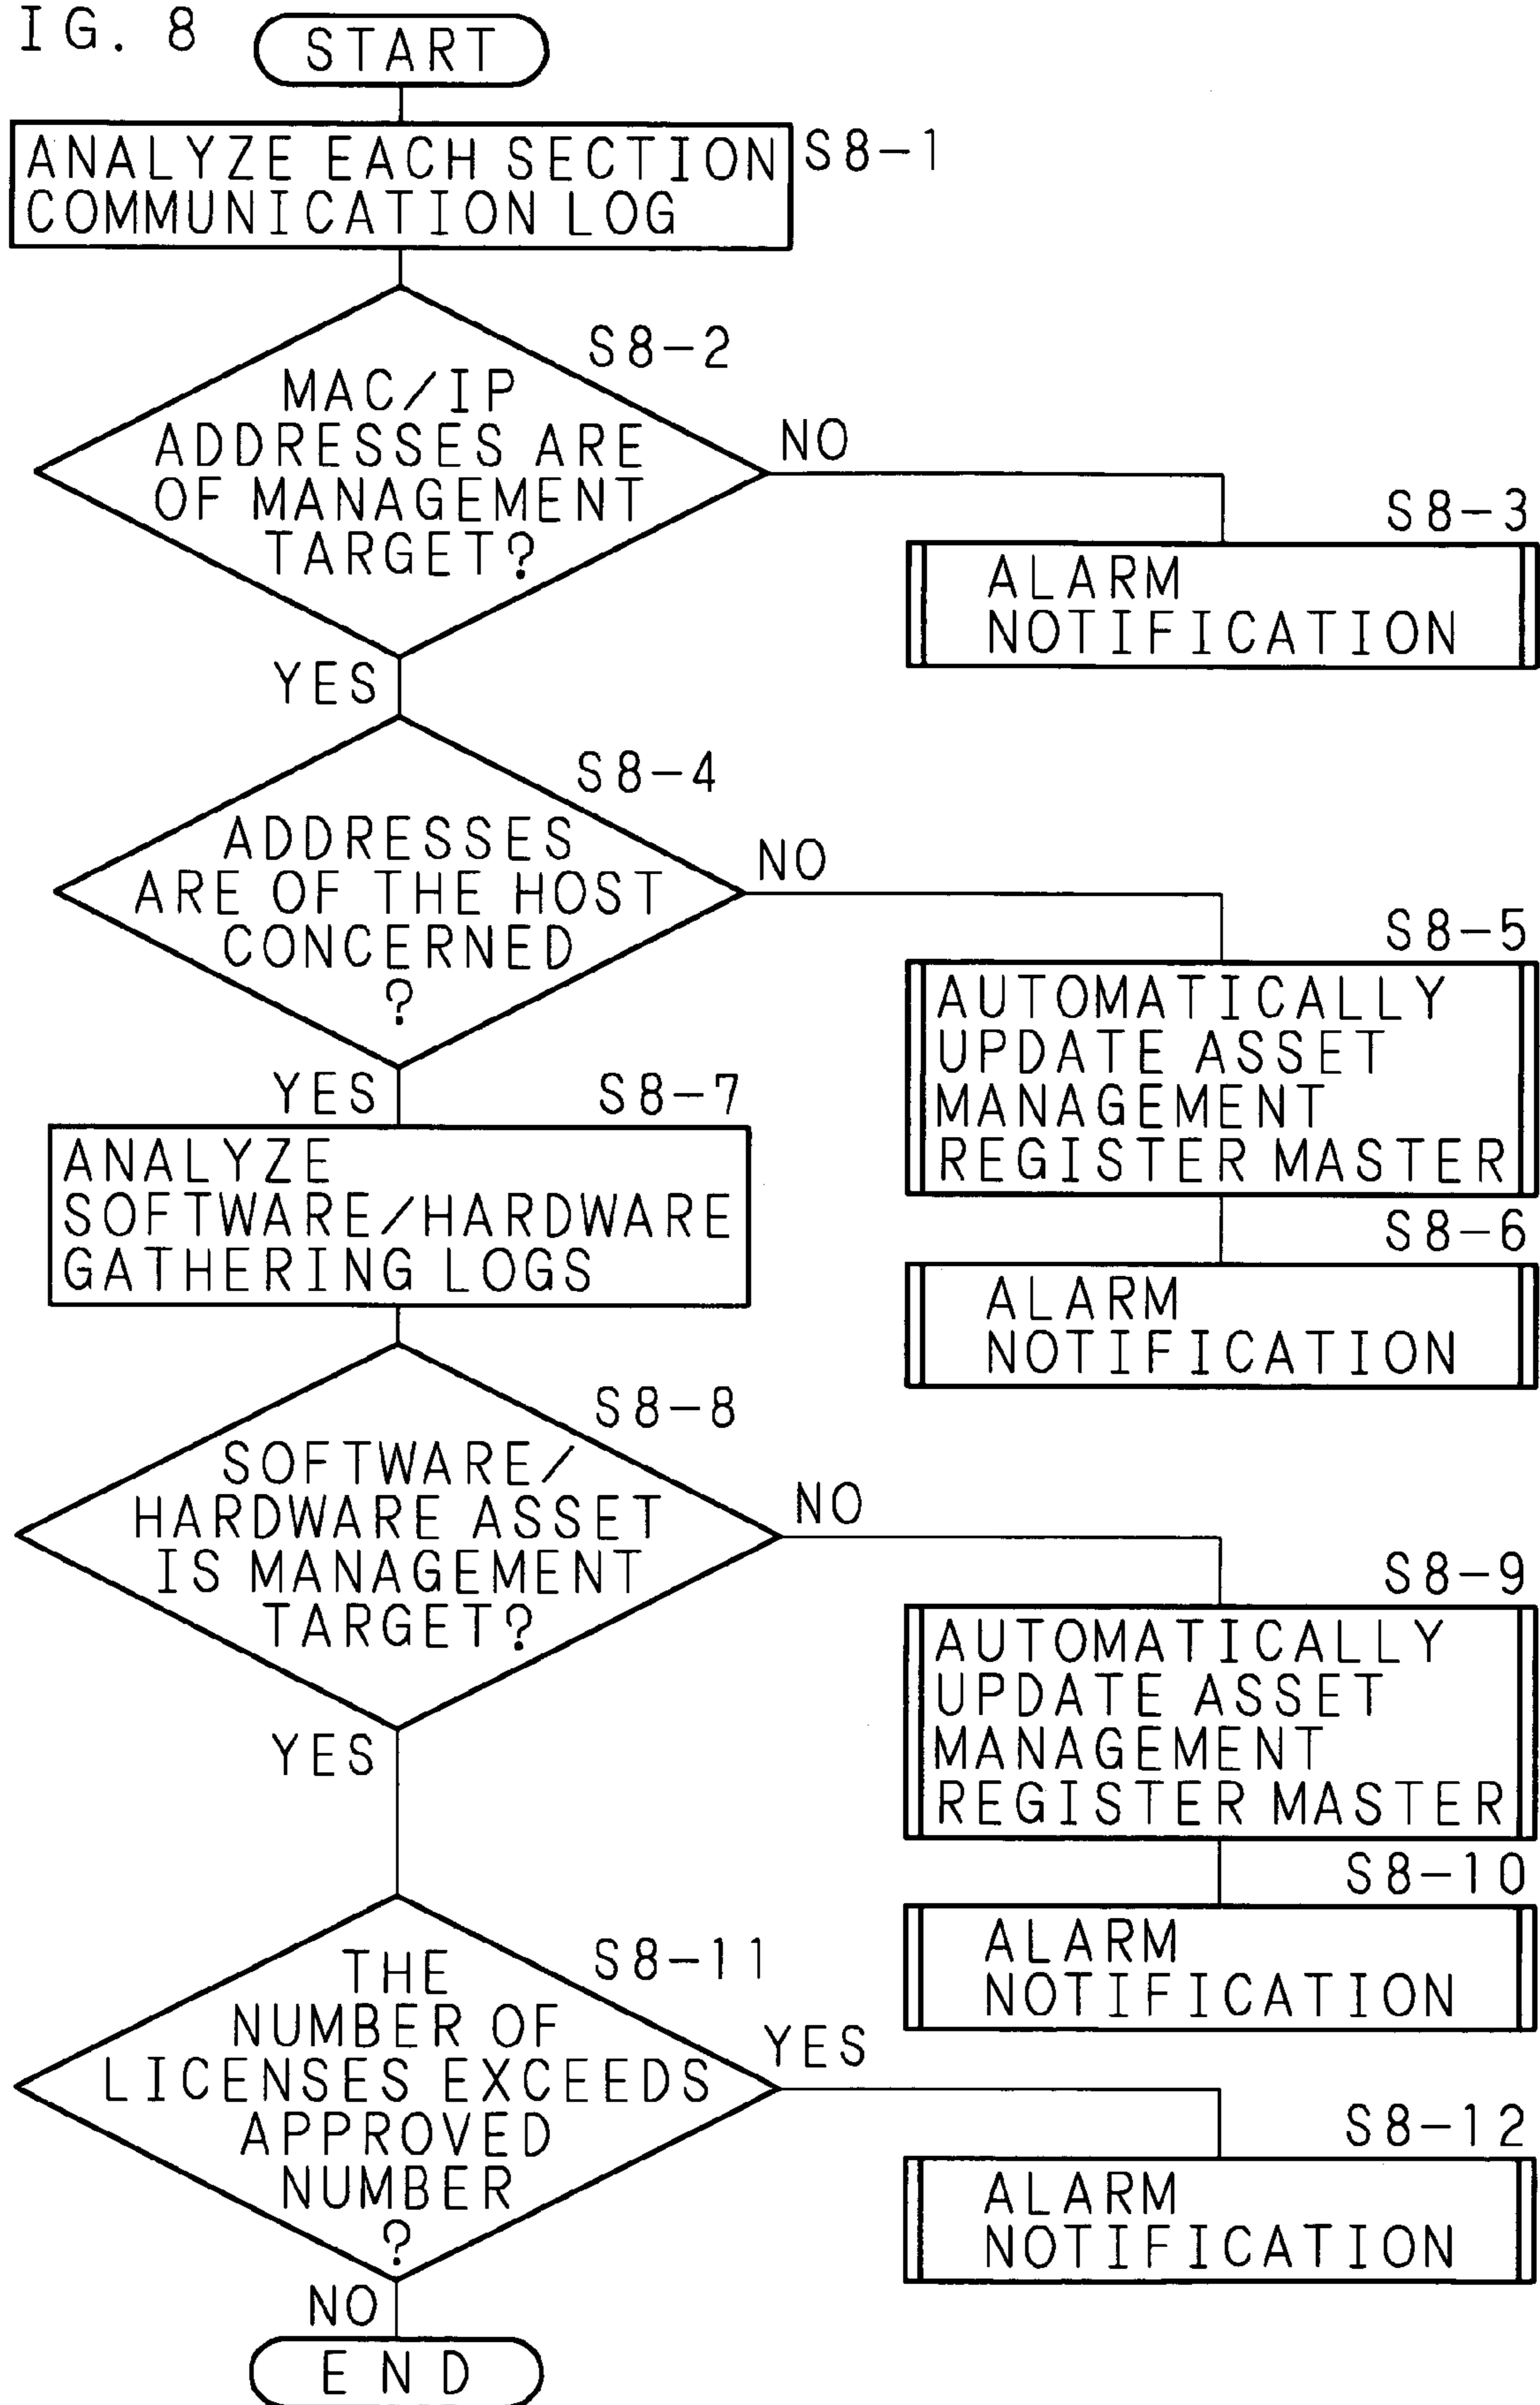 IG. 8
START
ANALYZE EACH SECTION
COMMUNICATION LOG
S8-1
S8-2
MAC/IP
ADDRESSES ARE
OF MANAGEMENT
TARGET?
NO
S8-3
ALARM
NOTIFICATION
YES
S8-4
ADDRESSES
ARE OF THE HOST
CONCERNED
?
NO
S8-5
AUTOMATICALLY
UPDATE ASSET
MANAGEMENT
REGISTER MASTER
S8-6
ALARM
NOTIFICATION
YES
S8-7
ANALYZE
SOFTWARE/HARDWARE
GATHERING LOGS
S8-8
SOFTWARE/
HARDWARE ASSET
IS MANAGEMENT
TARGET?
NO
S8-9
AUTOMATICALLY
UPDATE ASSET
MANAGEMENT
REGISTER MASTER
S8-10
ALARM
NOTIFICATION
YES
S8-11
THE
NUMBER OF
LICENSES EXCEEDS
APPROVED
NUMBER
?
YES
S8-12
ALARM
NOTIFICATION
NO
END